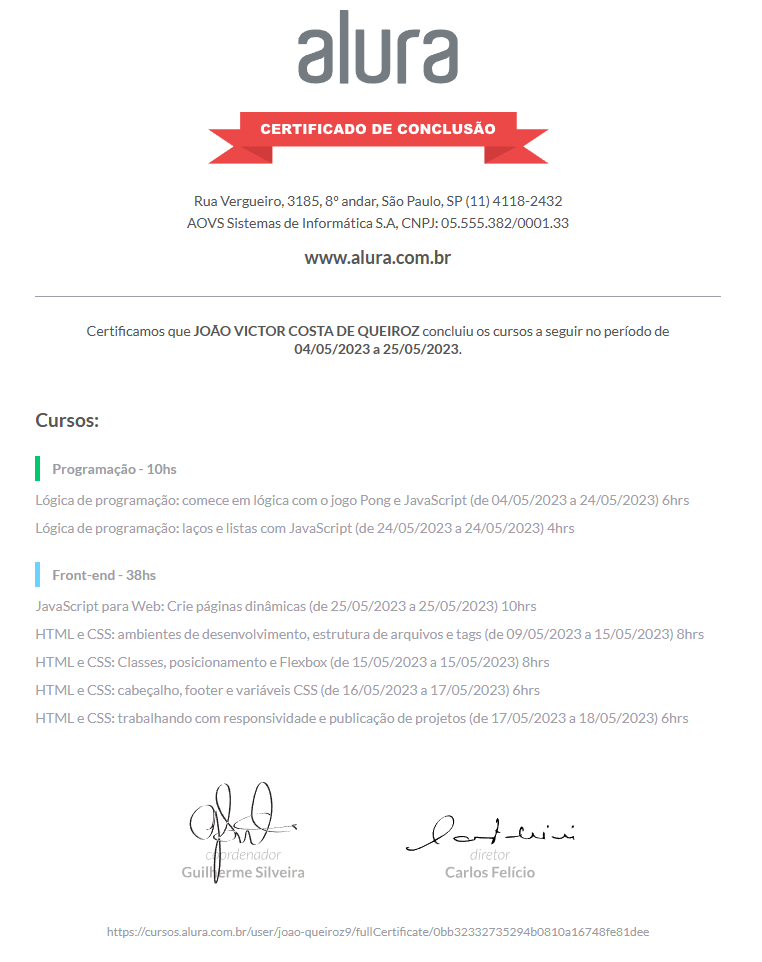 alura
CERTIFICADO DE CONCLUSÃO
Rua Vergueiro, 3185, 8º andar, São Paulo, SP (11) 4118-2432
AOVS Sistemas de Informática S.A, CNPJ: 05.555.382/0001.33
www.alura.com.br
Certificamos que JOÃO VICTOR COSTA DE QUEIROZ concluiu os cursos a seguir no período de
04/05/2023 a 25/05/2023.
Cursos:
Programação - 10hs
Lógica de programação: comece em lógica com o jogo Pong e JavaScript (de 04/05/2023 a 24/05/2023) 6hrs
Lógica de programação: laços e listas com JavaScript (de 24/05/2023 a 24/05/2023) 4hrs
Front-end - 38hs
JavaScript para Web: Crie páginas dinâmicas (de 25/05/2023 a 25/05/2023) 10hrs
HTML e CSS: ambientes de desenvolvimento, estrutura de arquivos e tags (de 09/05/2023 a 15/05/2023) 8hrs
HTML e CSS: Classes, posicionamento e Flexbox (de 15/05/2023 a 15/05/2023) 8hrs
HTML e CSS: cabeçalho, footer e variáveis CSS (de 16/05/2023 a 17/05/2023) 6hrs
HTML e CSS: trabalhando com responsividade e publicação de projetos (de 17/05/2023 a 18/05/2023) 6hrs
coordenador
Guilherme Silveira
diretor
Carlos Felício
https://cursos.alura.com.br/user/joao-queiroz9/fullCertificate/0bb32332735294b0810a16748fe81dee